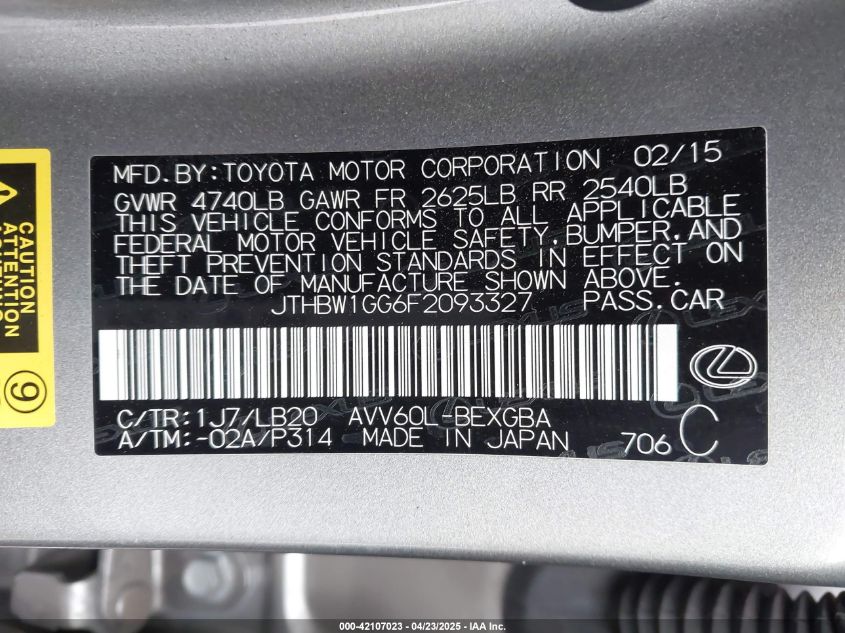 MFD.BY:TOYOTA MOTOR CORPORATION 02/15
GVWR 4740LB GAWR FR 2625LB RR 2540LB
THIS VEHICLE CONFORMS TO ALL APPLICABLE
FEDERAL MOTOR VEHICLE SAFETY,BUMPER,AND
THEFT PREVENTION STANDARDS IN EFFECT ON
THE DATE OF MANUFACTURE SHOWN ABOVE.
JTHBW1GG6F2093327 PASS.CAR
C/TR:1J7/LB20 AVV60L-BEXGBA
A/TM:-02A/P314 MADE IN JAPAN 706 C
CAUTION
ATTENTION
9
000-42107023 / 04/23/2025 - IAA Inc.